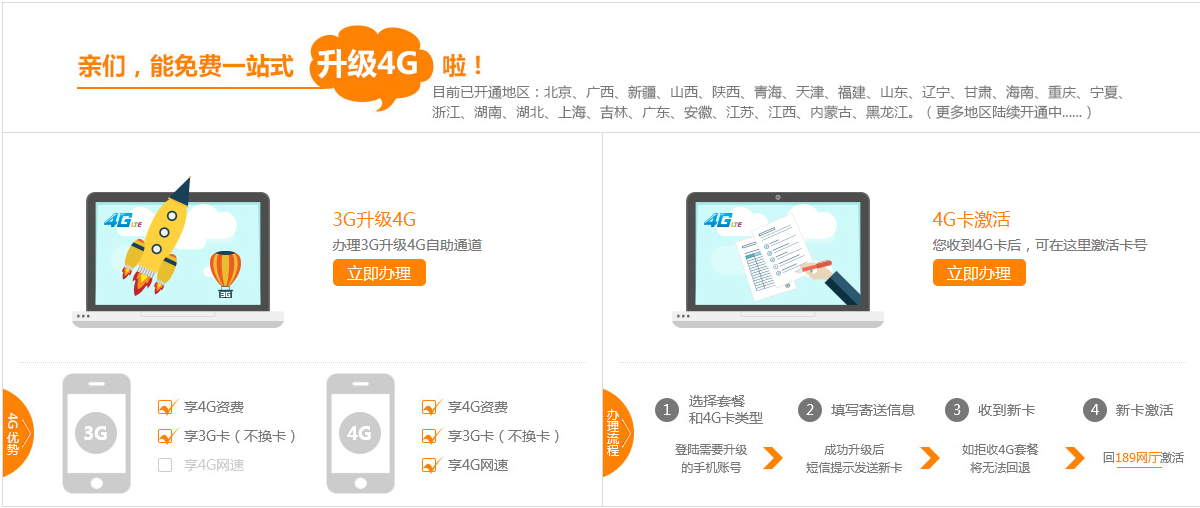 亲们，能免费一站式 升级4G 啦！
目前已开通地区：北京、广西、新疆、山西、陕西、青海、天津、福建、山东、辽宁、甘肃、海南、重庆、宁夏、
浙江、湖南、湖北、上海、吉林、广东、安徽、江苏、江西、内蒙古、黑龙江。（更多地区陆续开通中......）
4G LTE
3G
3G升级4G
办理3G升级4G自助通道
立即办理
4G LTE
4G卡激活
您收到4G卡后，可在这里激活卡号
立即办理
4G优势
3G
享4G资费
享3G卡（不换卡）
享4G网速
4G
享4G资费
享3G卡（不换卡）
享4G网速
办理流程
1 选择套餐
和4G卡类型
登陆需要升级
的手机账号
2 填写寄送信息
成功升级后
短信提示发送新卡
3 收到新卡
如拒收4G套餐
将无法回退
4 新卡激活
回189网厅激活